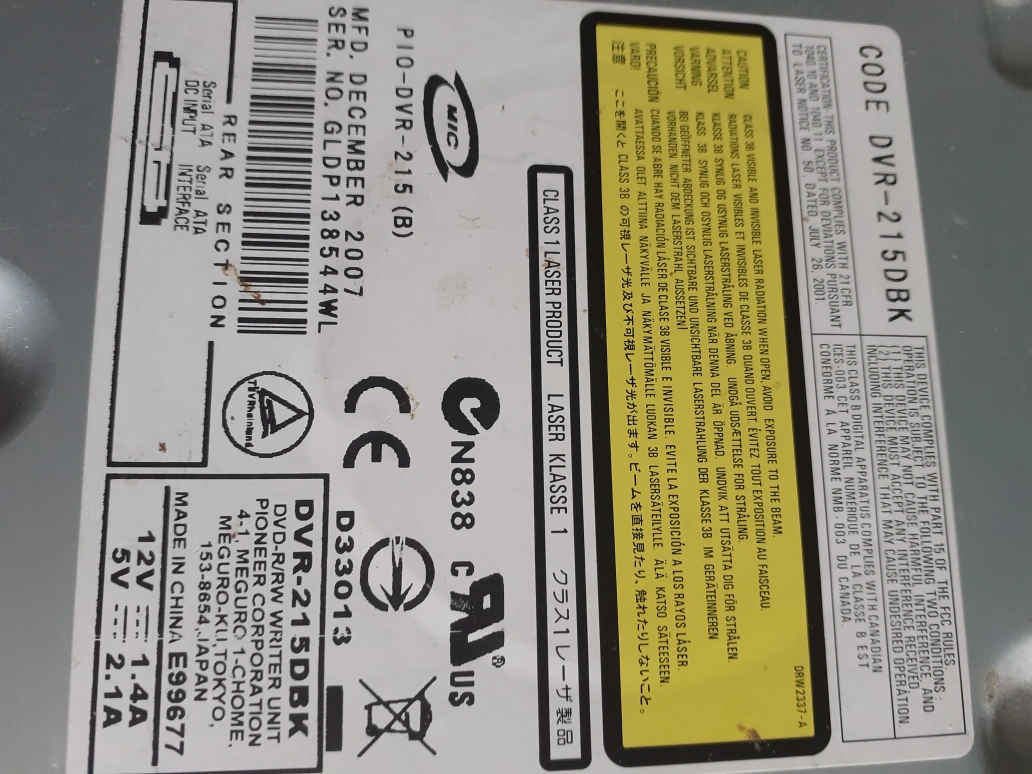 CODE DVR-215DBK
CERTIFICATION: THIS PRODUCT COMPLIES WITH 21 CFR
1040.10 AND 1040.11 EXCEPT FOR DEVIATIONS PURSUANT
TO LASER NOTICE NO. 50, DATED JULY 26, 2001.
THIS DEVICE COMPLIES WITH PART 15 OF THE FCC RULES,
OPERATION IS SUBJECT TO THE FOLLOWING TWO CONDITIONS:
(1) THIS DEVICE MAY NOT CAUSE HARMFUL INTERFERENCE, AND
(2) THIS DEVICE MUST ACCEPT ANY INTERFERENCE RECEIVED,
INCLUDING INTERFERENCE THAT MAY CAUSE UNDESIRED OPERATION.
THIS CLASS B DIGITAL APPARATUS COMPLIES WITH CANADIAN
ICES-003. CET APPAREIL NUMÉRIQUE DE LA CLASSE B EST
CONFORME À LA NORME NMB-003 DU CANADA.
CAUTION CLASS 3B VISIBLE AND INVISIBLE LASER RADIATION WHEN OPEN, AVOID EXPOSURE TO THE BEAM.
ATTENTION RADIATIONS LASER VISIBLES ET INVISIBLES DE CLASSE 3B QUAND OUVERT. ÉVITEZ TOUT EXPOSITION AU FAISCEAU.
ADVARSEL KLASSE 3B SYNLIG OG USYNLIG LASERSTRÅLING VED ÅBNING. UNDGÅ UDSÆTTELSE FOR STRÅLING.
VARNING KLASS 3B SYNLIG OCH OSYNLIG LASERSTRÅLNING NÄR DENNA DEL ÄR ÖPPNAD. UNDVIK ATT UTSÄTTA DIG FÖR STRÅLEN.
VORSICHT BEI GEÖFFNETER ABDECKUNG IST SICHTBARE UND UNSICHTBARE LASERSTRAHLUNG DER KLASSE 3B IM GERÄTEINNEREN
VORHANDEN. NICHT DEM LASERSTRAHL AUSSETZEN!
PRECAUCIÓN CUANDO SE ABRE HAY RADIACIÓN LÁSER DE CLASE 3B VISIBLE E INVISIBLE. EVITE LA EXPOSICIÓN A LOS RAYOS LÁSER.
VARO! AVATTAESSA OLET ALTTIINA NÄKYVÄLLE JA NÄKYMÄTTÖMÄLLE LUOKAN 3B LASERSÄTEILYLLE. ÄLÄ KATSO SÄTEESEEN.
注意 ここを開くと CLASS 3B の可視レーザ光及び不可視レーザ光が出ます。ビームを直接見たり、触れたりしないこと。
DRW2337-A
CLASS 1 LASER PRODUCT LASER KLASSE 1 クラス1レーザ製品
MIC
N838
C US
PIO-DVR-215 (B)
MFD. DECEMBER 2007
SER. NO. GLDP138544WL
D33013
TÜVRheinland
REAR SECTION
Serial ATA Serial ATA
DC INPUT INTERFACE
DVR-215DBK
DVD-R/RW WRITER UNIT
PIONEER CORPORATION
4-1, MEGURO, 1-CHOME,
MEGURO-KU, TOKYO,
153-8654, JAPAN
MADE IN CHINA E99677
12V 1.4A
5V 2.1A